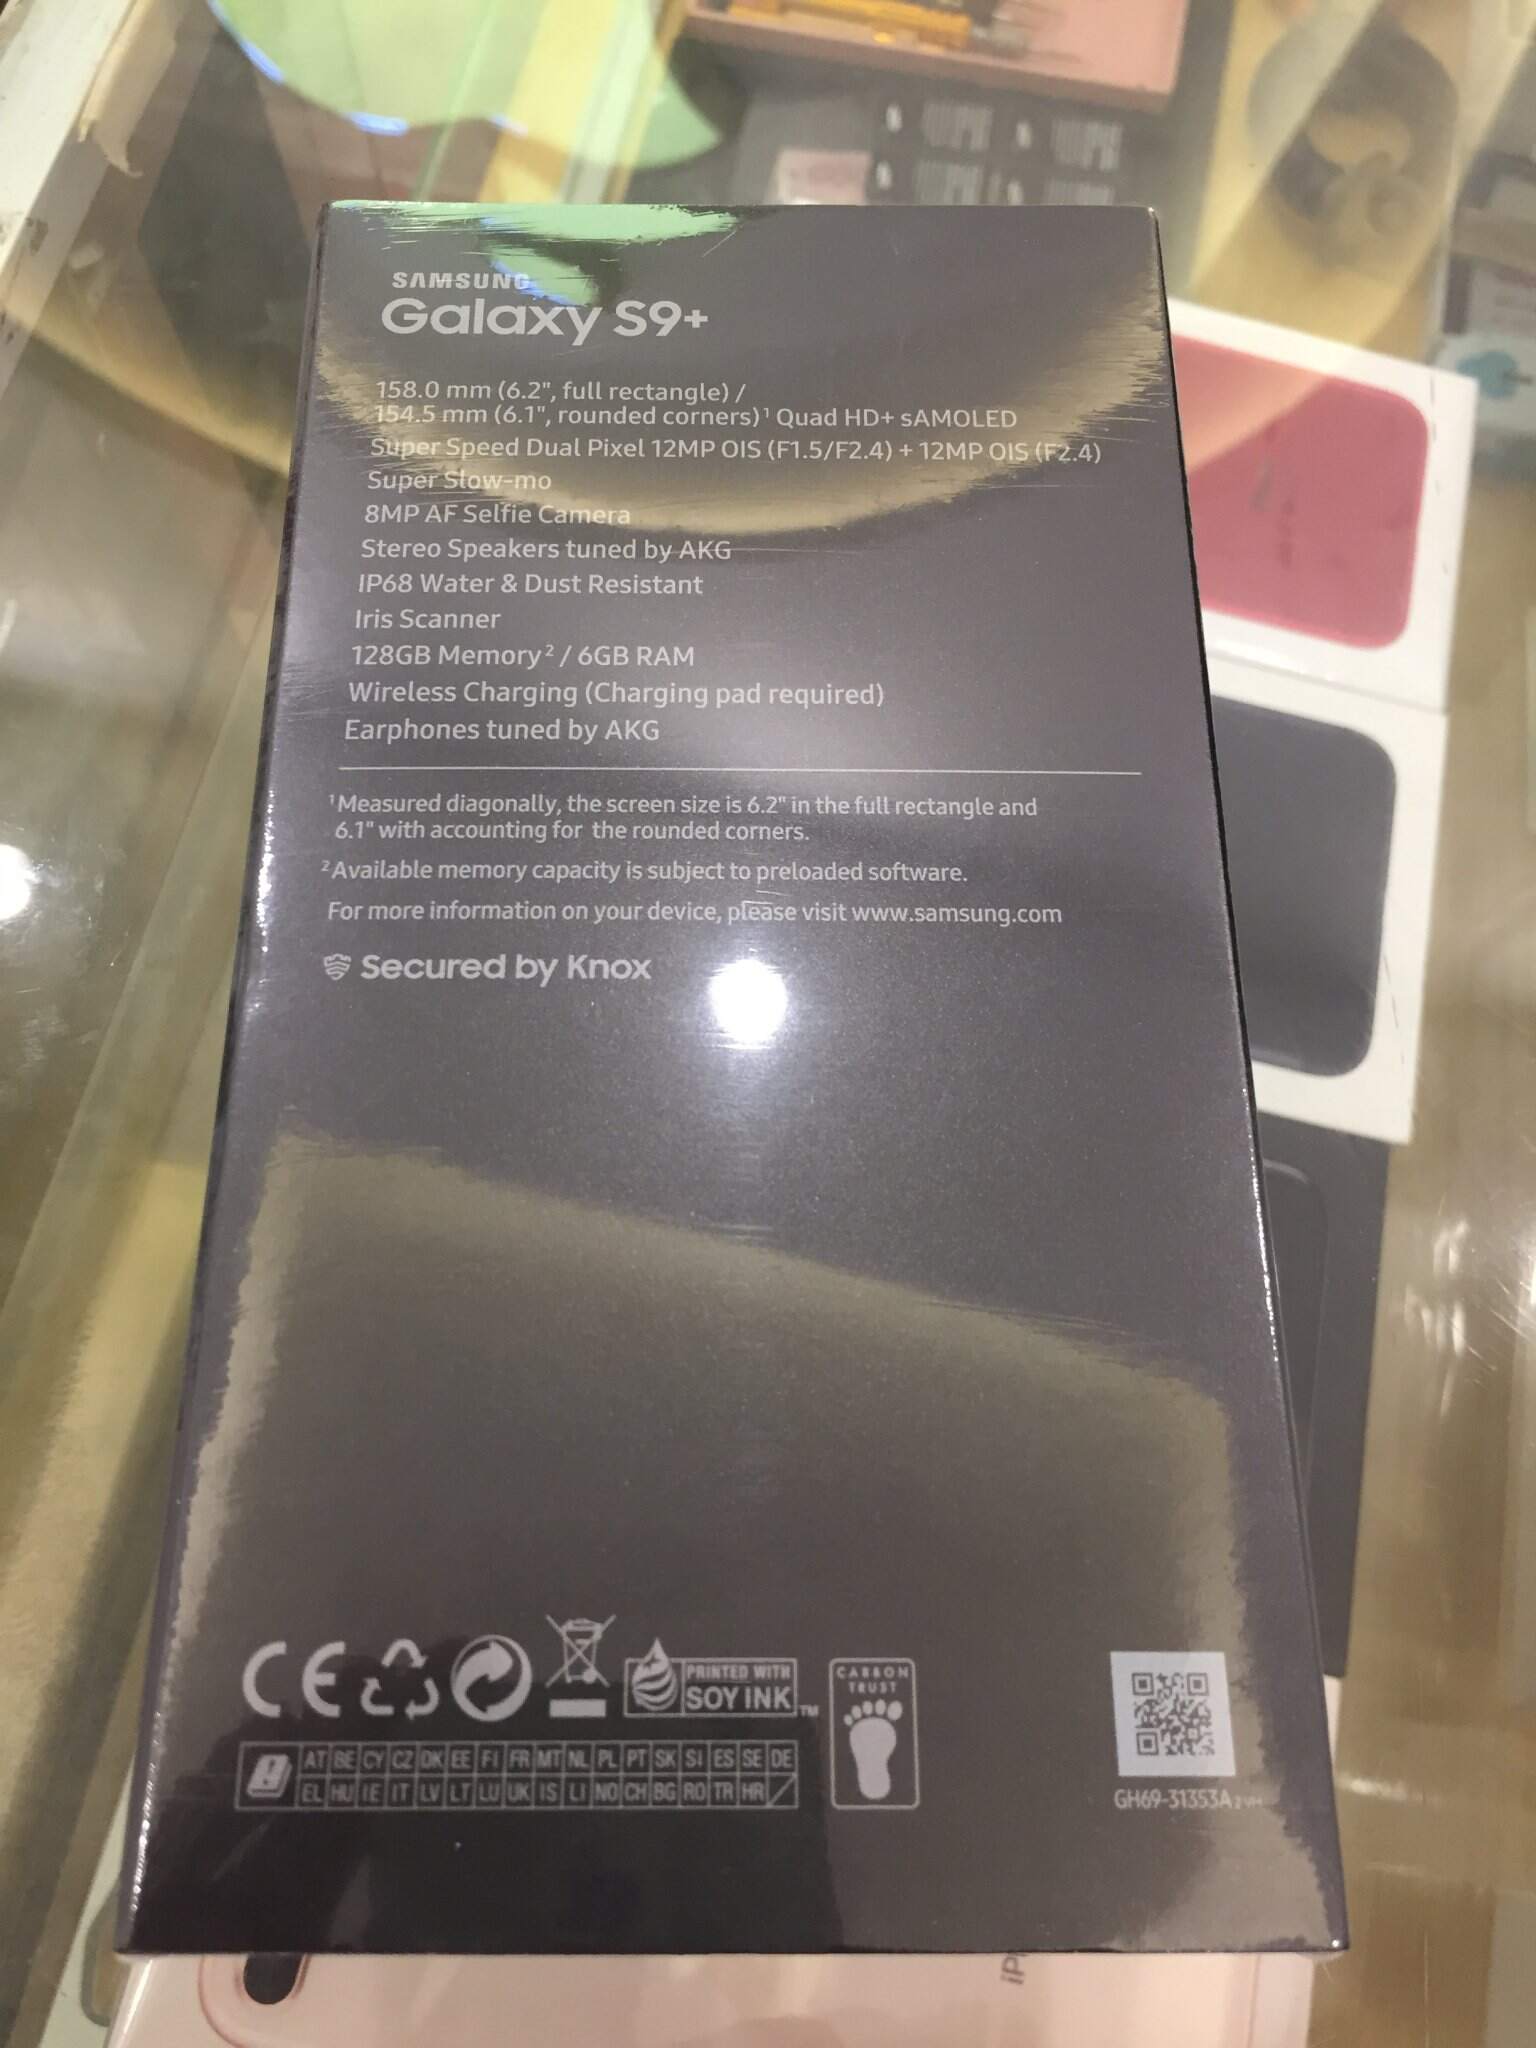 SAMSUNG
Galaxy S9+
158.0 mm (6.2", full rectangle) /
154.5 mm (6.1", rounded corners)¹ Quad HD+ sAMOLED
Super Speed Dual Pixel 12MP OIS (F1.5/F2.4) + 12MP OIS (F2.4)
Super Slow-mo
8MP AF Selfie Camera
Stereo Speakers tuned by AKG
IP68 Water & Dust Resistant
Iris Scanner
128GB Memory² / 6GB RAM
Wireless Charging (Charging pad required)
Earphones tuned by AKG
¹Measured diagonally, the screen size is 6.2" in the full rectangle and
6.1" with accounting for the rounded corners.
²Available memory capacity is subject to preloaded software.
For more information on your device, please visit www.samsung.com
Secured by Knox
CE
PRINTED WITH
SOY INK™
CARBON
TRUST
AT BE CY CZ DK EE FI FR MT NL PL PT SK SI ES SE DE
EL HU IE IT LV LT LU UK IS LI NO CH BG RO TR HR
GH69-31353A